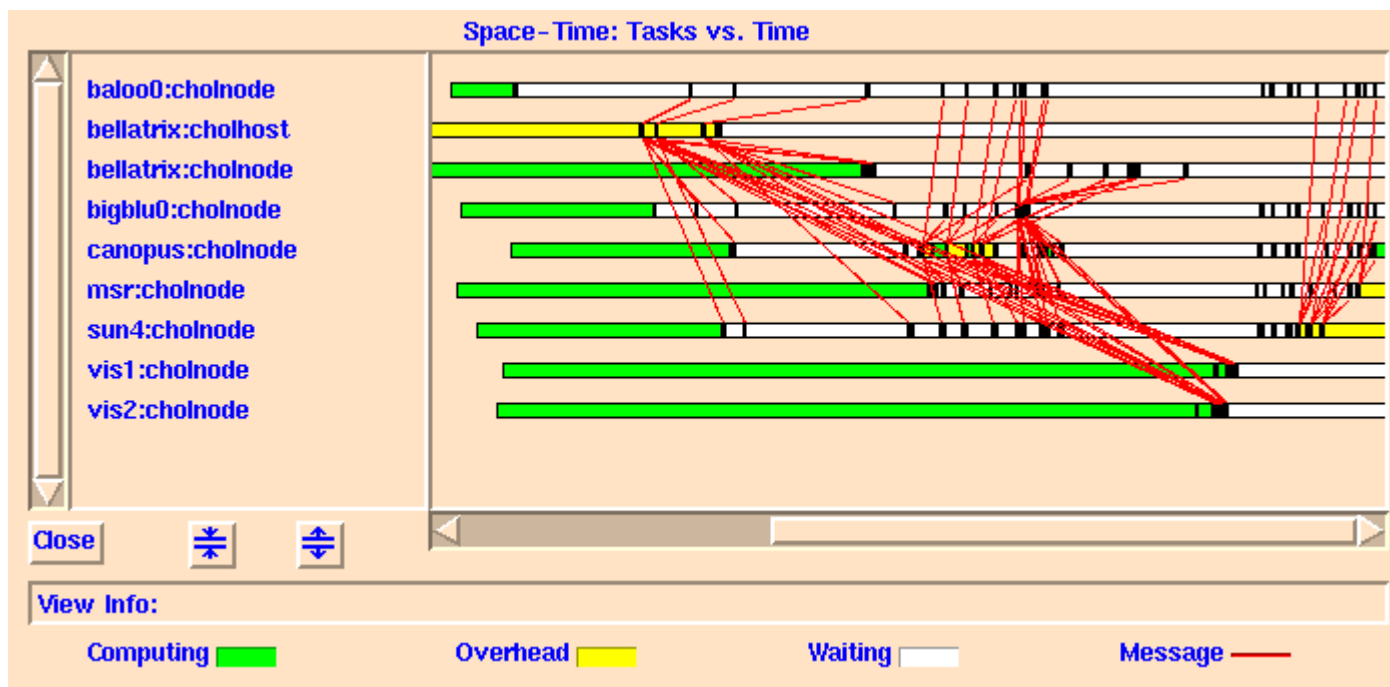 Space-Time: Tasks vs. Time
baloo0:cholnode
bellatrix:cholhost
bellatrix:cholnode
bigblu0:cholnode
canopus:cholnode
msr:cholnode
sun4:cholnode
vis1:cholnode
vis2:cholnode
Close
View Info:
Computing Overhead Waiting Message